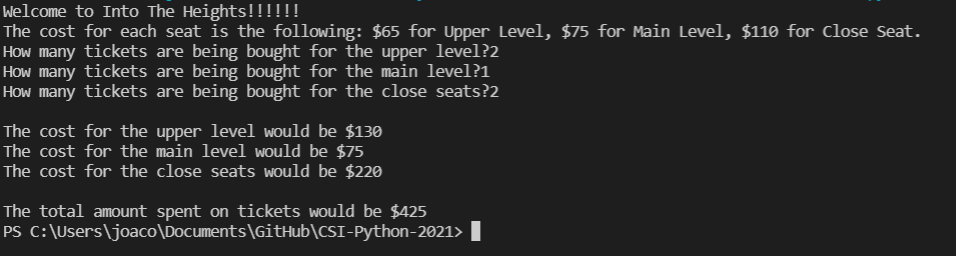 Welcome to Into The Heights!!!!!!
The cost for each seat is the following: $65 for Upper Level, $75 for Main Level, $110 for Close Seat.
How many tickets are being bought for the upper level?2
How many tickets are being bought for the main level?1
How many tickets are being bought for the close seats?2
The cost for the upper level would be $130
The cost for the main level would be $75
The cost for the close seats would be $220
The total amount spent on tickets would be $425
PS C:\Users\joaco\Documents\GitHub\CSI-Python-2021>